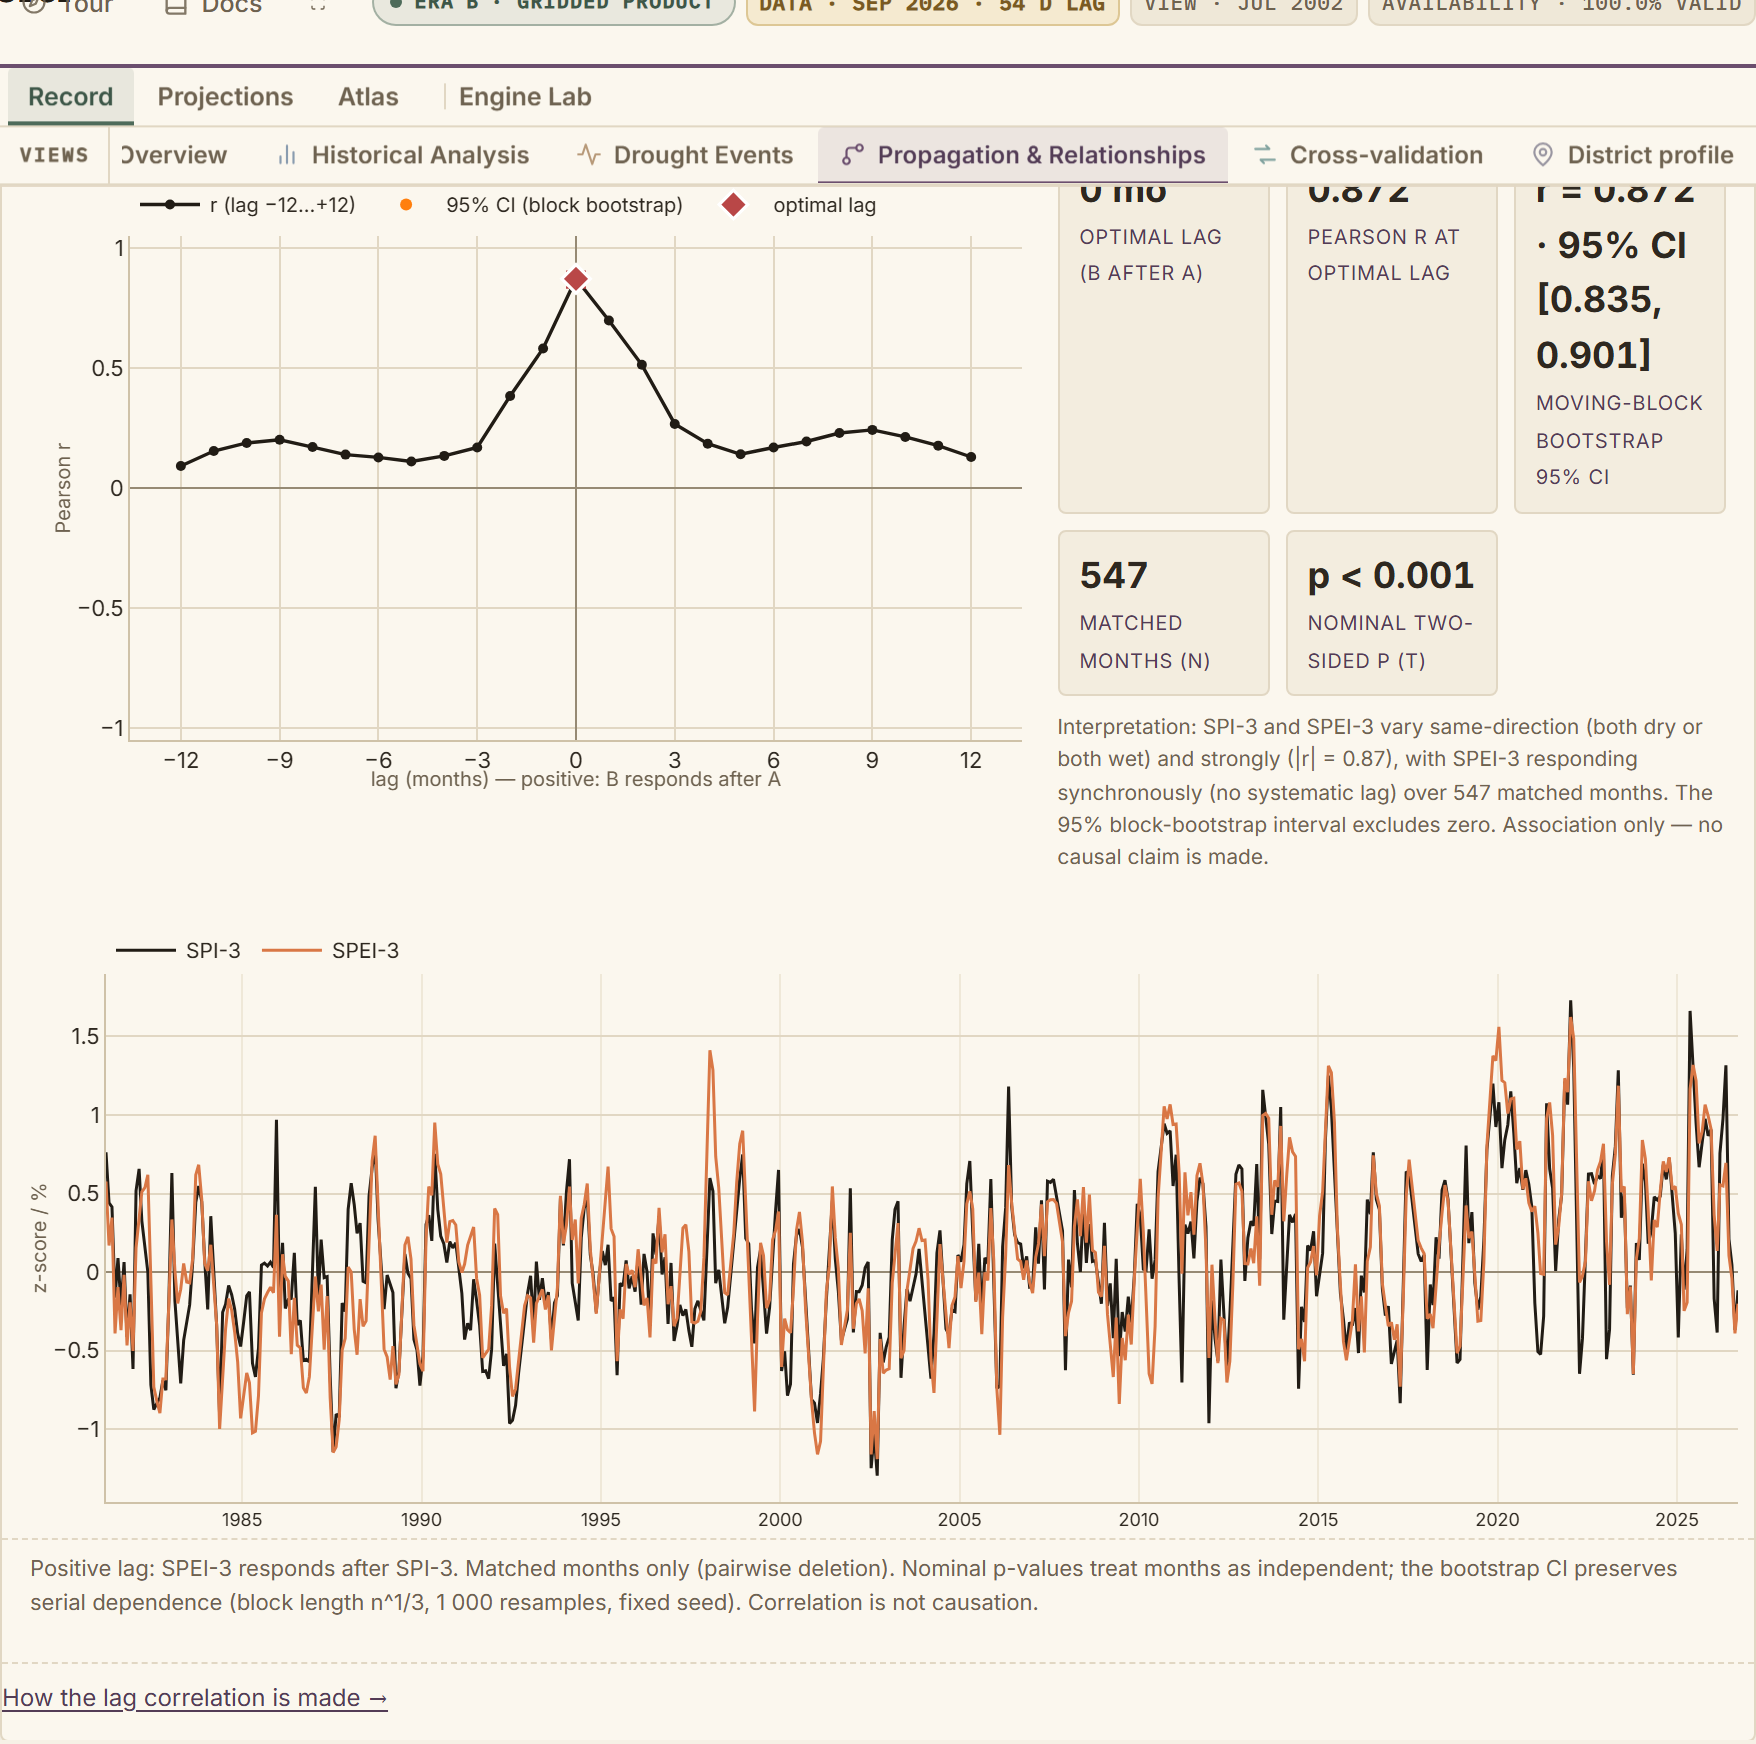 Tour Docs ERA B · GRIDDED PRODUCT DATA · SEP 2026 · 54 D LAG VIEW · JUL 2002 AVAILABILITY · 100.0% VALID
Record Projections Atlas Engine Lab
VIEWS Overview Historical Analysis Drought Events Propagation & Relationships Cross-validation District profile
r (lag −12…+12) 95% CI (block bootstrap) optimal lag
1
0.5
0
−0.5
−1
Pearson r
−12 −9 −6 −3 0 3 6 9 12
lag (months) — positive: B responds after A
0 mo
OPTIMAL LAG
(B AFTER A)
0.872
PEARSON R AT
OPTIMAL LAG
r = 0.872
· 95% CI
[0.835,
0.901]
MOVING-BLOCK
BOOTSTRAP
95% CI
547
MATCHED
MONTHS (N)
p < 0.001
NOMINAL TWO-
SIDED P (T)
Interpretation: SPI-3 and SPEI-3 vary same-direction (both dry or
both wet) and strongly (|r| = 0.87), with SPEI-3 responding
synchronously (no systematic lag) over 547 matched months. The
95% block-bootstrap interval excludes zero. Association only — no
causal claim is made.
SPI-3 SPEI-3
1.5
1
0.5
0
−0.5
−1
z-score / %
1985 1990 1995 2000 2005 2010 2015 2020 2025
Positive lag: SPEI-3 responds after SPI-3. Matched months only (pairwise deletion). Nominal p-values treat months as independent; the bootstrap CI preserves
serial dependence (block length n^1/3, 1 000 resamples, fixed seed). Correlation is not causation.
How the lag correlation is made →